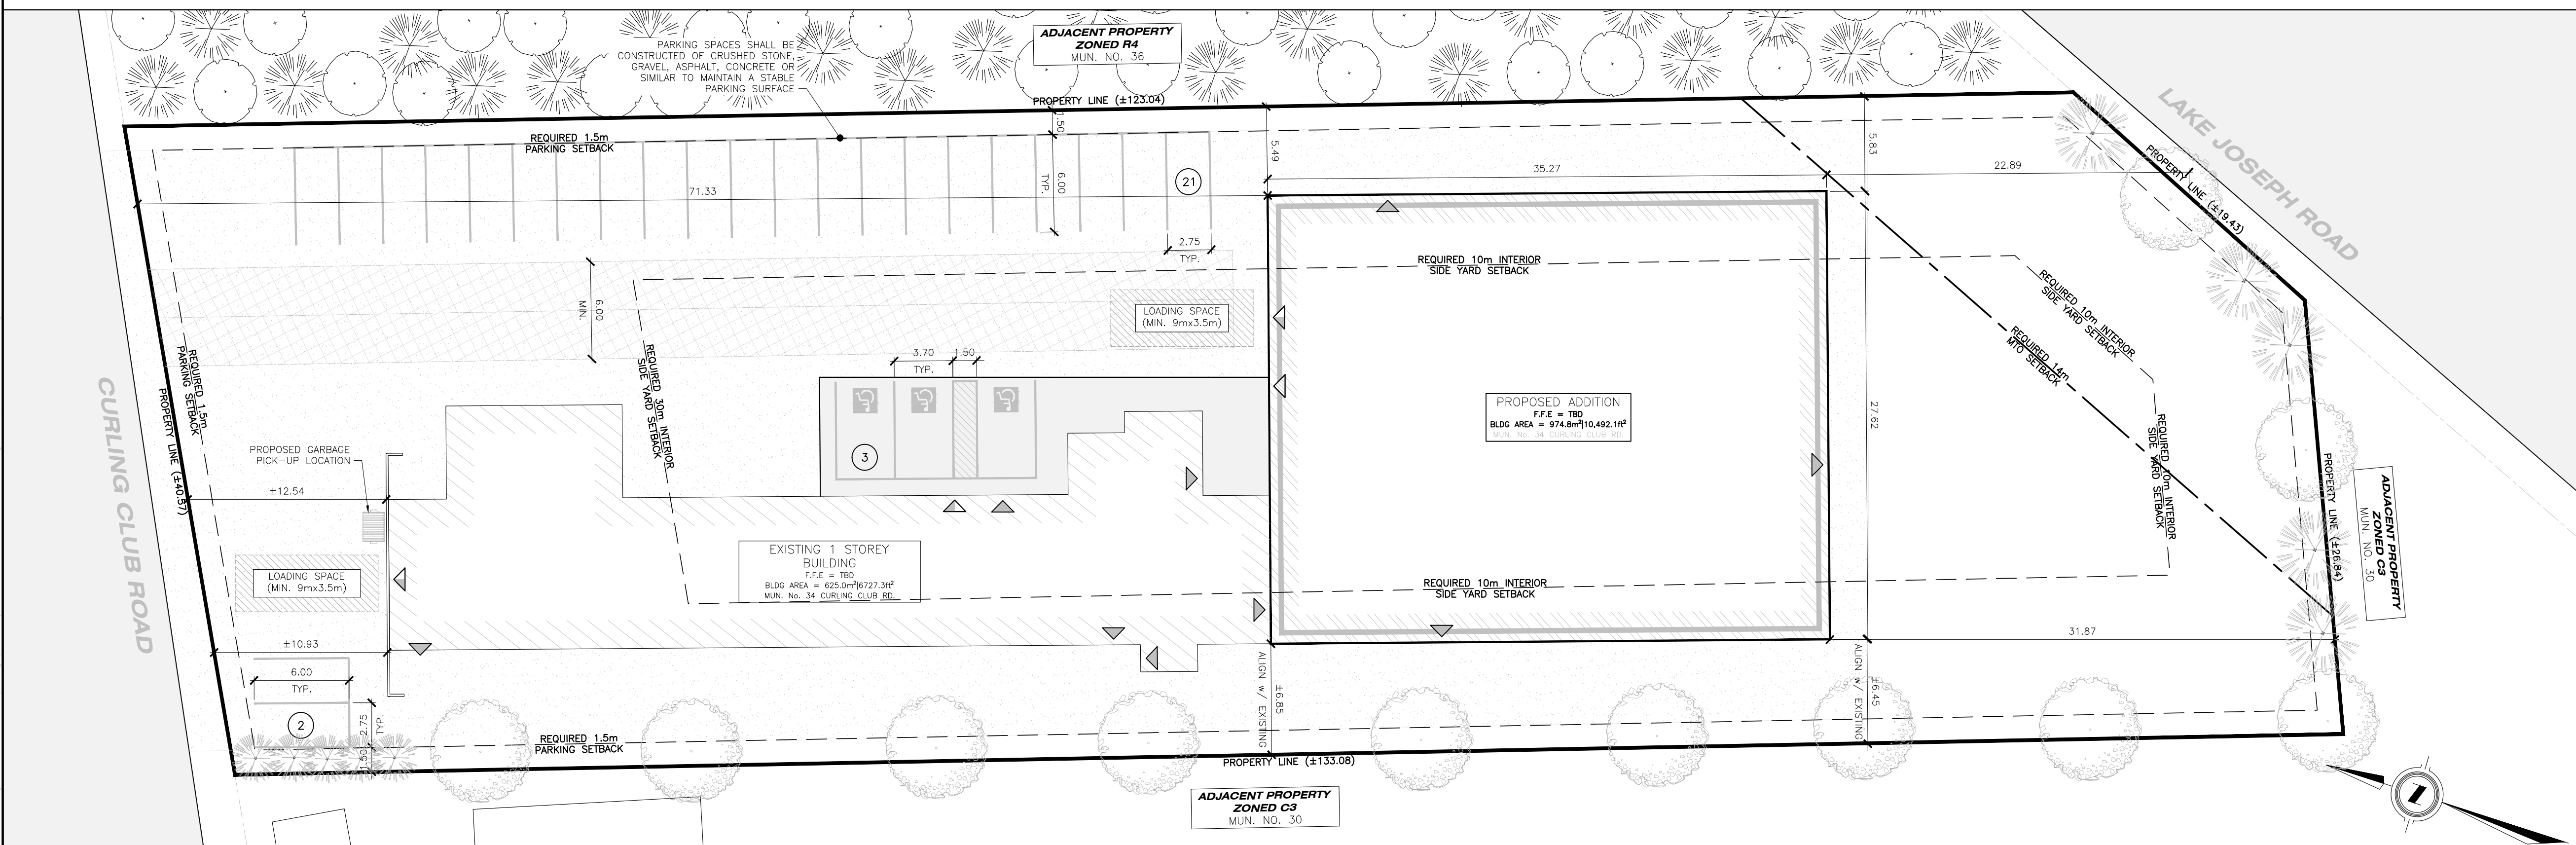 ADJACENT PROPERTY
ZONED R4
MUN. NO. 36
PARKING SPACES SHALL BE
CONSTRUCTED OF CRUSHED STONE,
GRAVEL, ASPHALT, CONCRETE OR
SIMILAR TO MAINTAIN A STABLE
PARKING SURFACE
PROPERTY LINE (±123.04)
LAKE JOSEPH ROAD
PROPERTY LINE (±19.43)
REQUIRED 1.5m
PARKING SETBACK
1.50
5.49
5.83
71.33
6.00
TYP.
21
35.27
22.89
2.75
TYP.
REQUIRED 10m INTERIOR
SIDE YARD SETBACK
REQUIRED 10m INTERIOR
SIDE YARD SETBACK
REQUIRED 14m
MTO SETBACK
6.00
MIN.
LOADING SPACE
(MIN. 9mx3.5m)
REQUIRED 1.5m
PARKING SETBACK
REQUIRED 30m INTERIOR
SIDE YARD SETBACK
3.70
TYP.
1.50
CURLING CLUB ROAD
PROPERTY LINE (±40.57)
PROPOSED ADDITION
F.F.E = TBD
BLDG AREA = 974.8m²|10,492.1ft²
MUN. No. 34 CURLING CLUB RD.
27.62
REQUIRED 10m INTERIOR
SIDE YARD SETBACK
PROPERTY LINE (±26.84)
ADJACENT PROPERTY
ZONED C3
MUN. NO. 30
PROPOSED GARBAGE
PICK-UP LOCATION
3
±12.54
EXISTING 1 STOREY
BUILDING
F.F.E = TBD
BLDG AREA = 625.0m²|6727.3ft²
MUN. No. 34 CURLING CLUB RD.
LOADING SPACE
(MIN. 9mx3.5m)
REQUIRED 10m INTERIOR
SIDE YARD SETBACK
±10.93
31.87
6.00
TYP.
ALIGN w/ EXISTING
±6.85
ALIGN w/ EXISTING
±6.45
2
2.75
TYP.
1.50
REQUIRED 1.5m
PARKING SETBACK
PROPERTY LINE (±133.08)
ADJACENT PROPERTY
ZONED C3
MUN. NO. 30